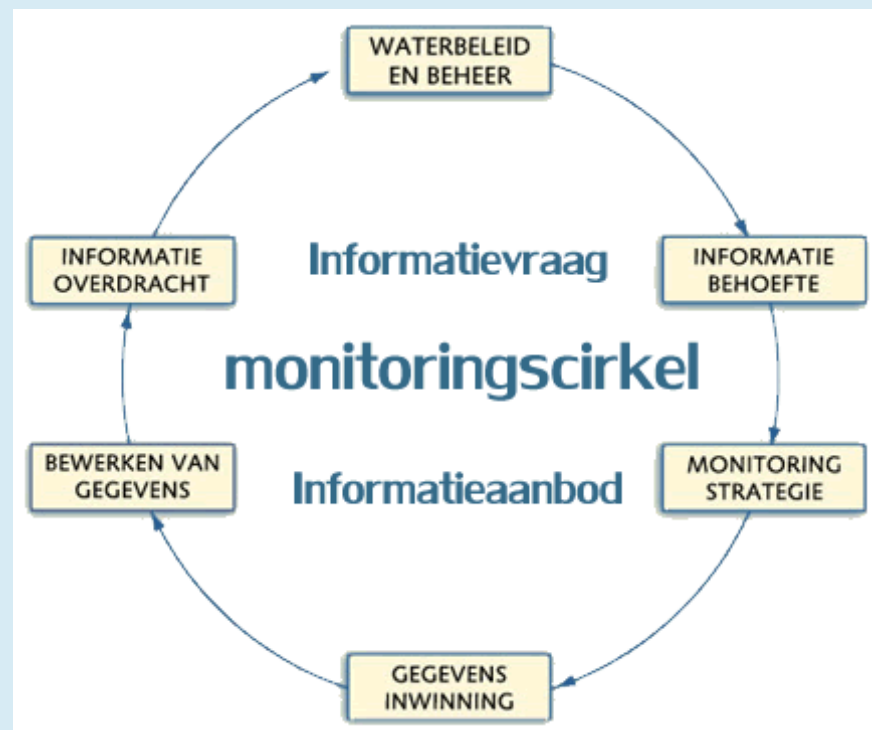 WATERBELEID
EN BEHEER
INFORMATIE
OVERDRACHT
Informatievraag
INFORMATIE
BEHOEFTE
monitoringscirkel
BEWERKEN VAN
GEGEVENS
Informatieaanbod
MONITORING
STRATEGIE
GEGEVENS
INWINNING